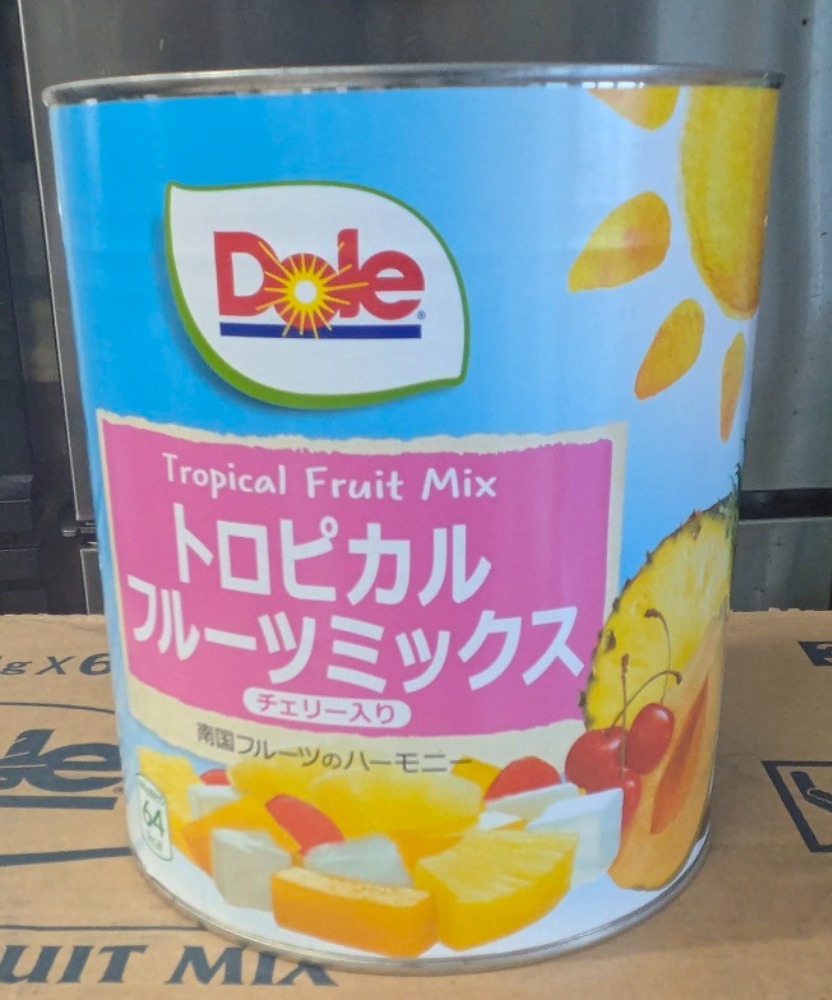 Dole®
Tropical Fruit Mix
トロピカル
フルーツミックス
チェリー入り
南国フルーツのハーモニー
64
kcal
g X 6
UIT MIX